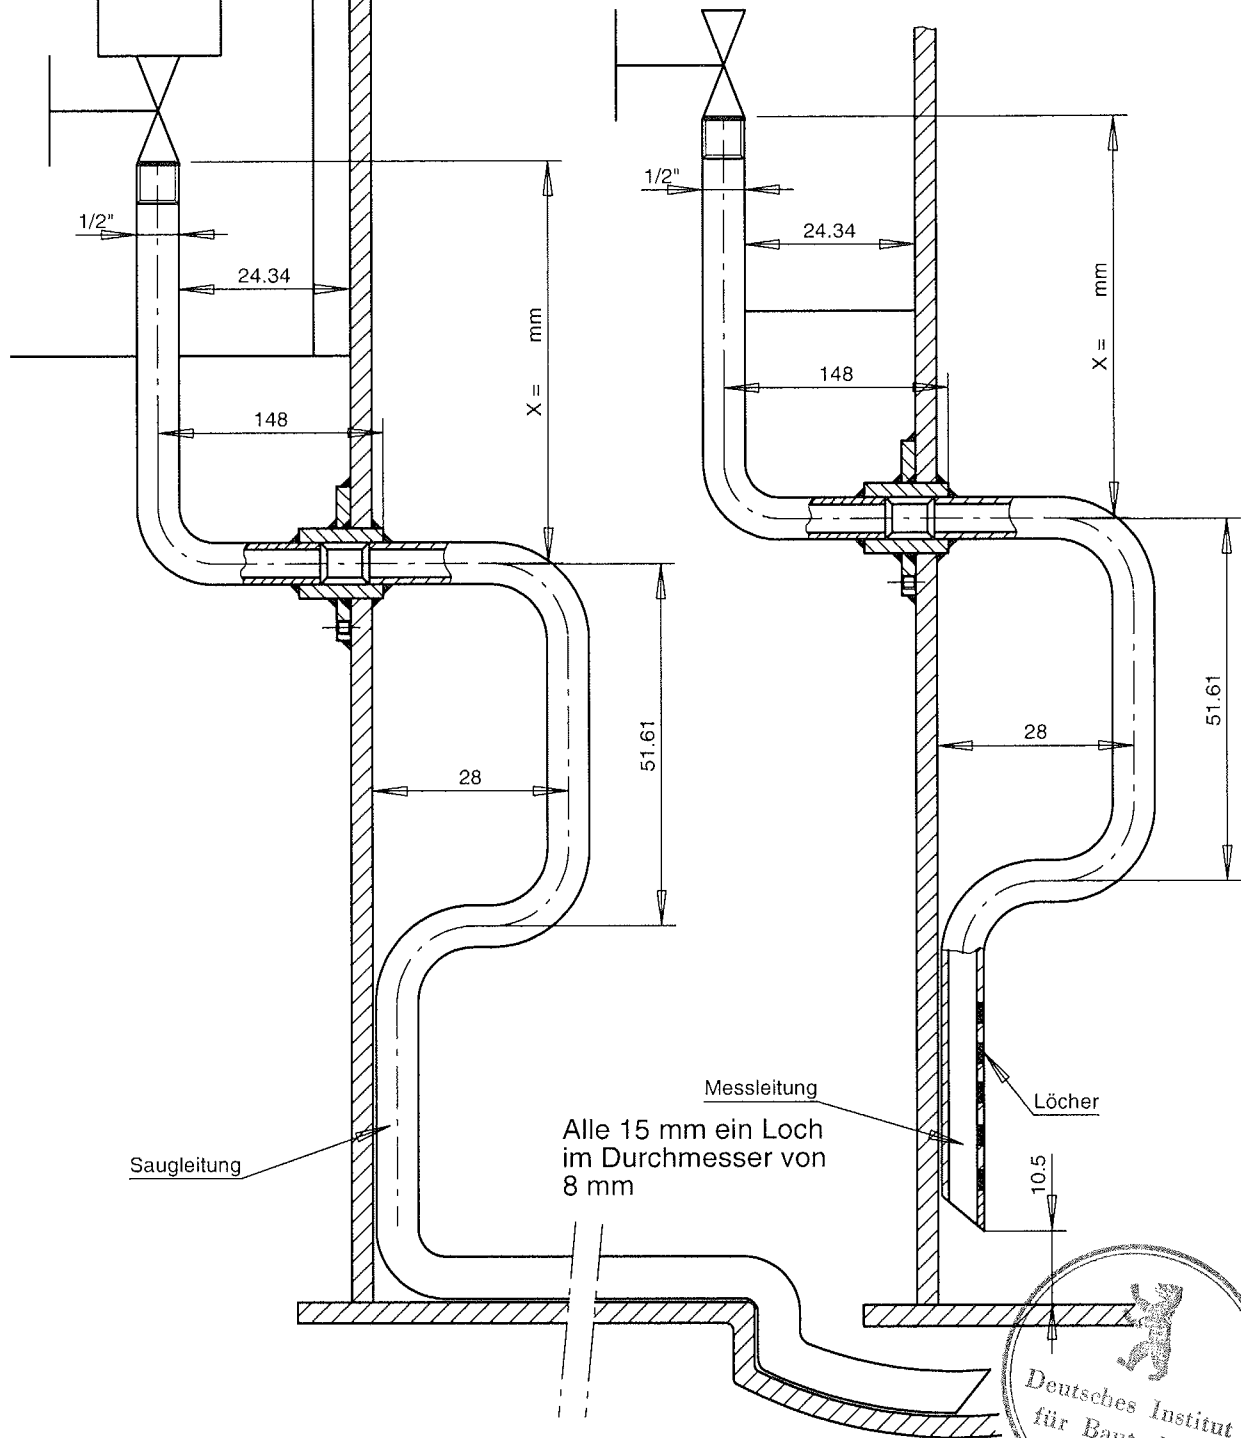 1/2"
24.34
148
X =      mm
28
51.61
Saugleitung
Alle 15 mm ein Loch
im Durchmesser von
8 mm
1/2"
24.34
148
X =      mm
28
51.61
Messleitung
Löcher
10.5
Deutsches Institut
für